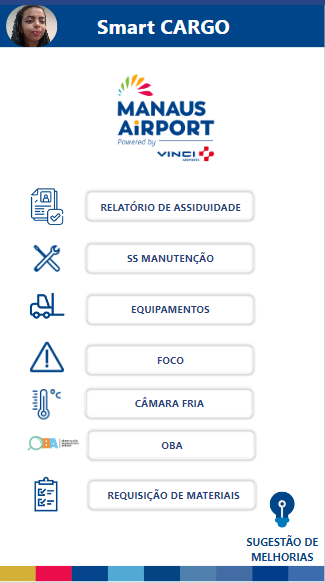 Smart CARGO
MANAUS
AiRPORT
Powered by
VINCI
AIRPORTS
RELATÓRIO DE ASSIDUIDADE
SS MANUTENÇÃO
EQUIPAMENTOS
FOCO
°C
CÂMARA FRIA
OBA
OBA
REQUISIÇÃO DE MATERIAIS
SUGESTÃO DE
MELHORIAS